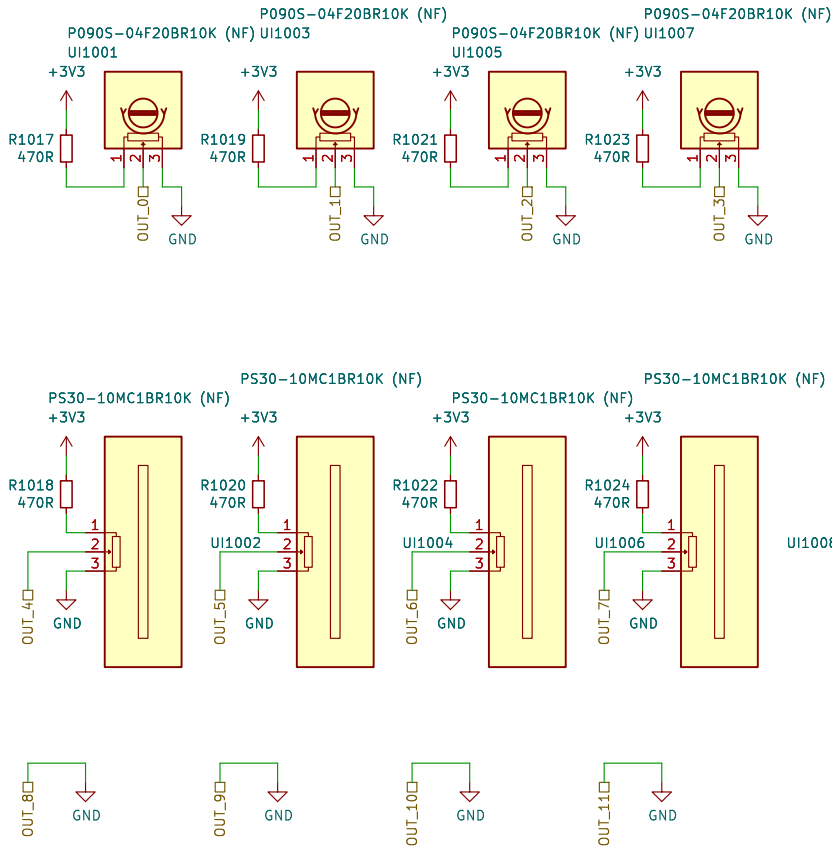 P090S-04F20BR10K (NF)
UI1001
+3V3
R1017
470R
1
2
3
OUT_0
GND
P090S-04F20BR10K (NF)
UI1003
+3V3
R1019
470R
1
2
3
OUT_1
GND
P090S-04F20BR10K (NF)
UI1005
+3V3
R1021
470R
1
2
3
OUT_2
GND
P090S-04F20BR10K (NF)
UI1007
+3V3
R1023
470R
1
2
3
OUT_3
GND
PS30-10MC1BR10K (NF)
+3V3
R1018
470R
1
2
3
UI1002
OUT_4
GND
PS30-10MC1BR10K (NF)
+3V3
R1020
470R
1
2
3
UI1004
OUT_5
GND
PS30-10MC1BR10K (NF)
+3V3
R1022
470R
1
2
3
UI1006
OUT_6
GND
PS30-10MC1BR10K (NF)
+3V3
R1024
470R
1
2
3
UI1008
OUT_7
GND
OUT_8
GND
OUT_9
GND
OUT_10
GND
OUT_11
GND